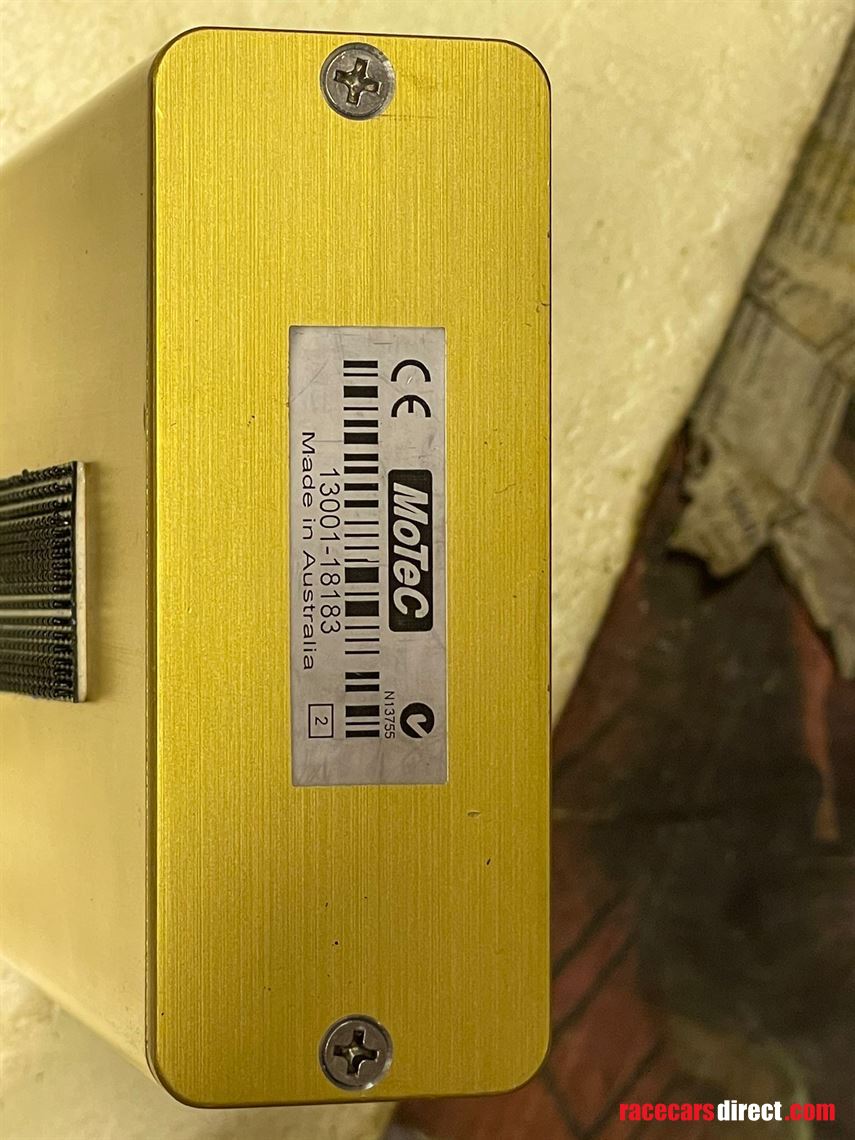 CE
MoTeC
N13755
13001-18183
Made in Australia
2
racecarsdirect.com